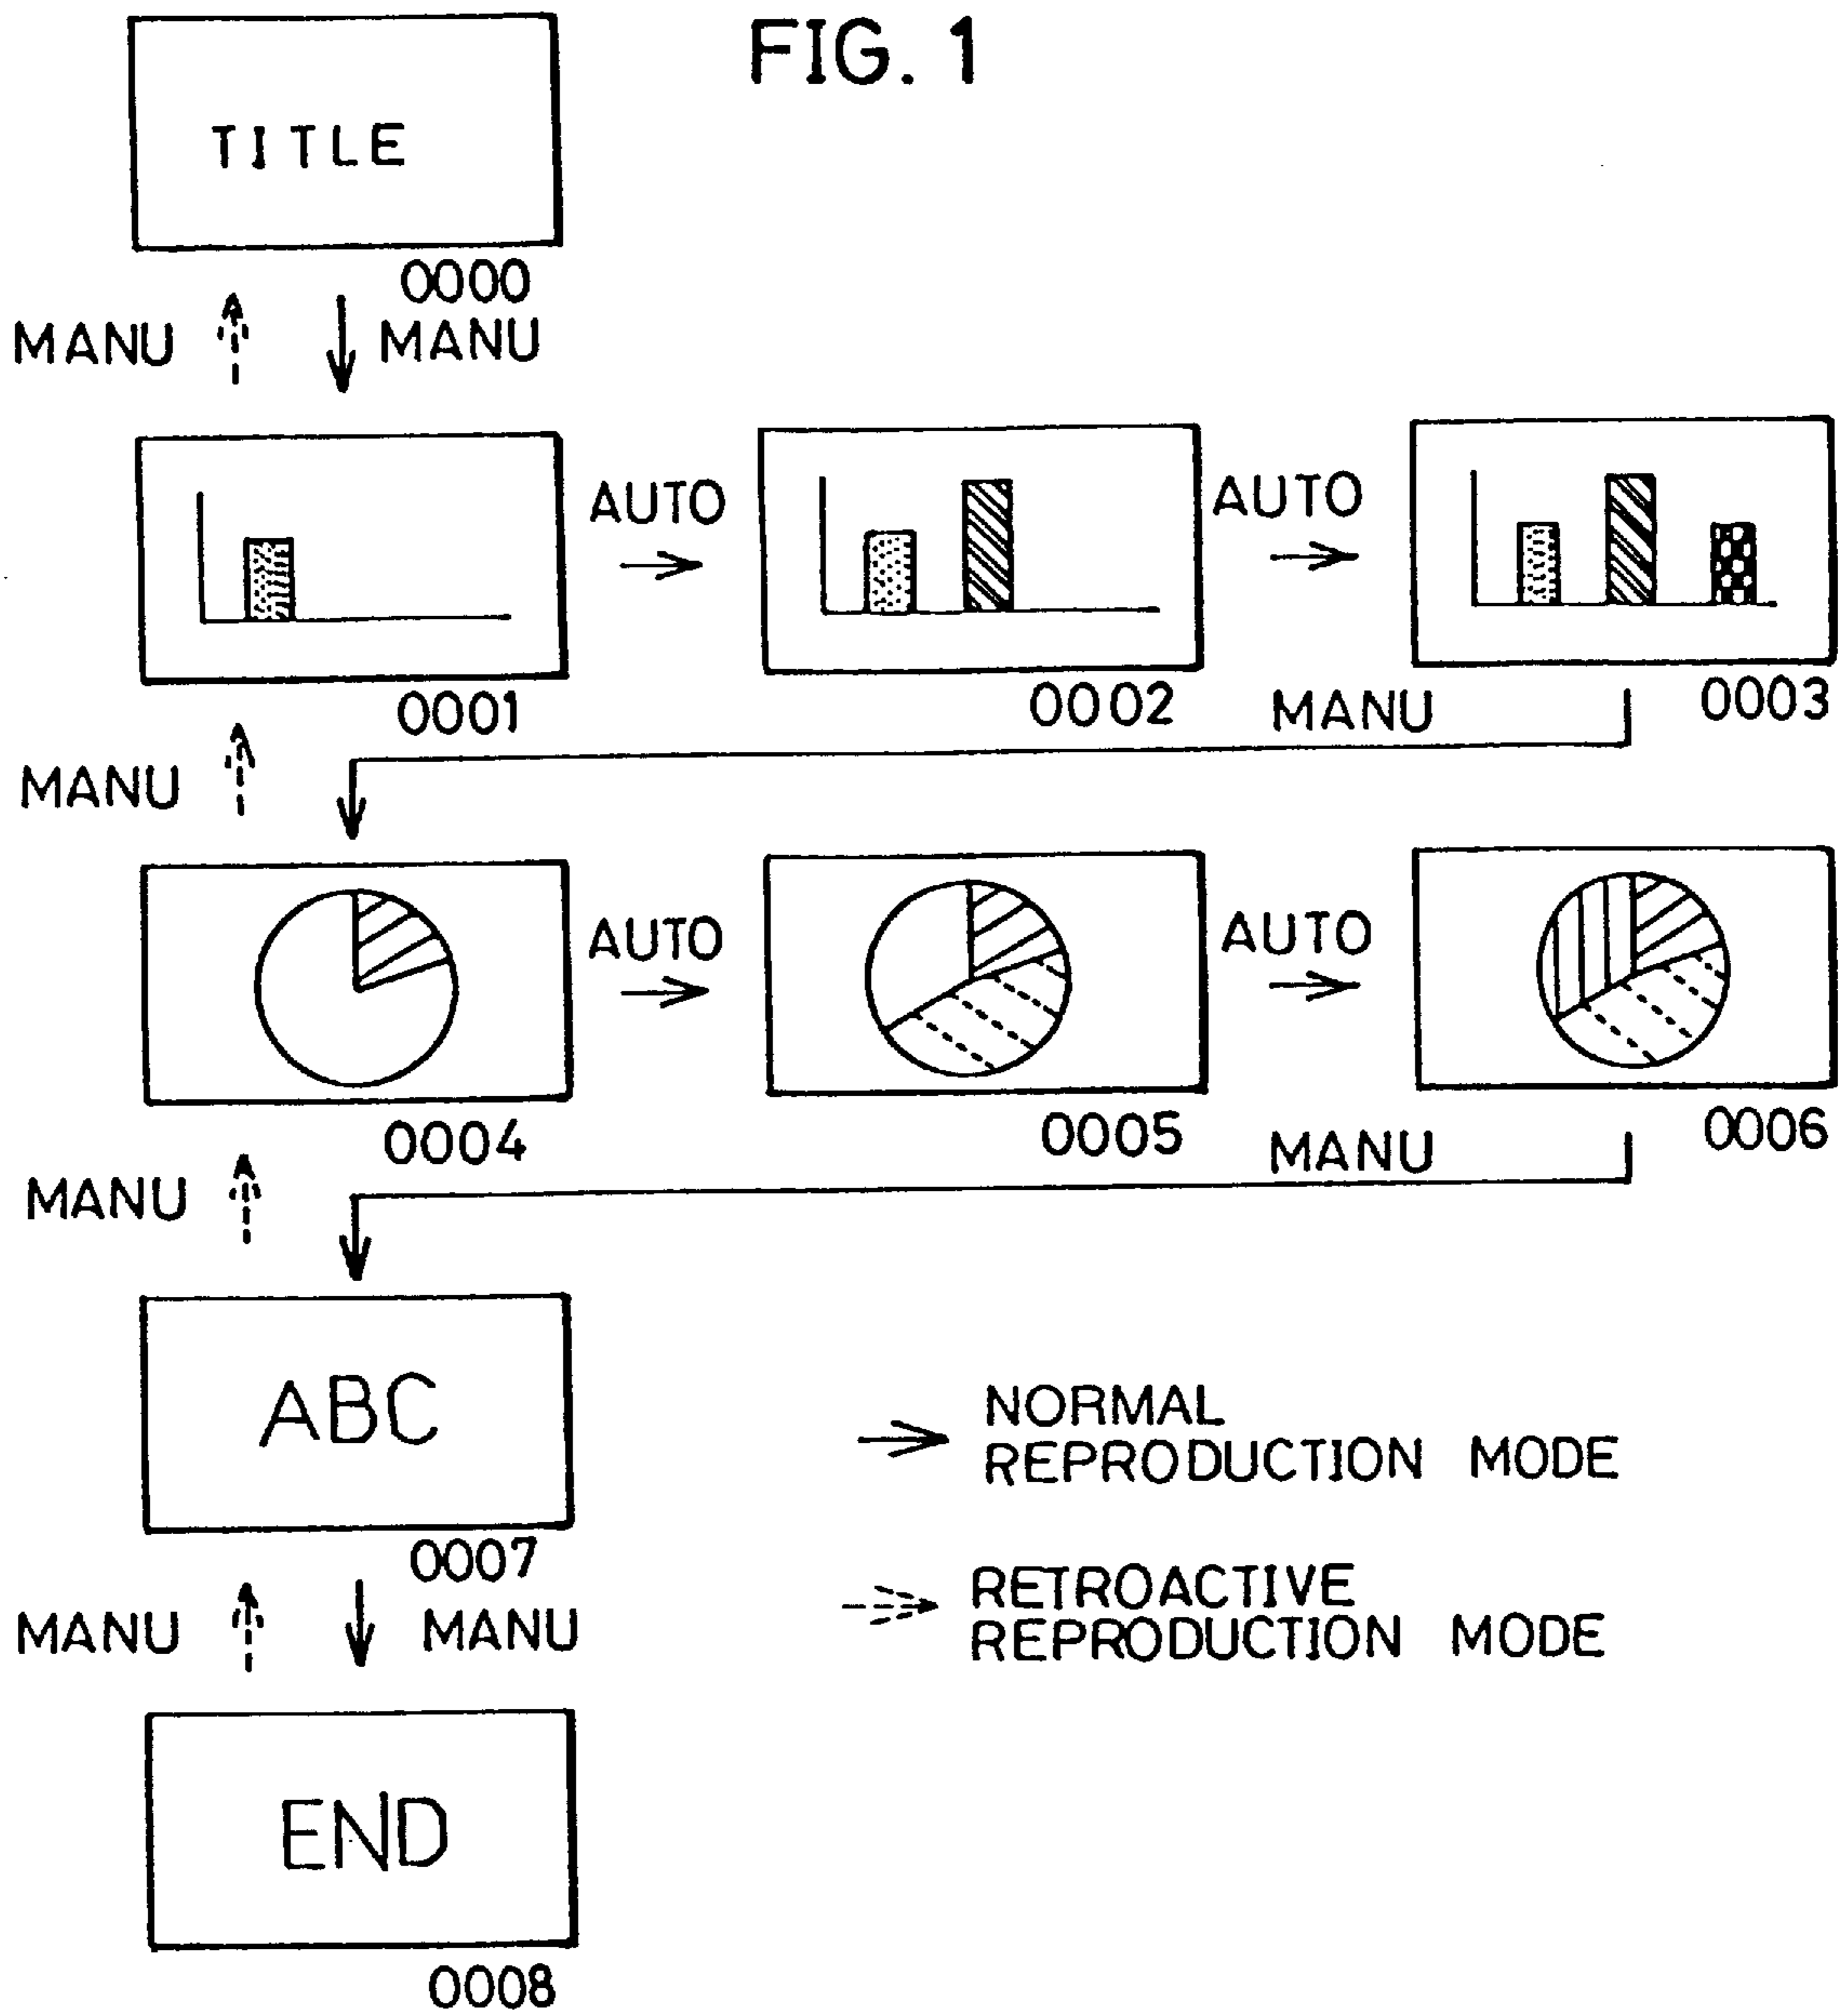 FIG. 1
TITLE
0000
MANU
MANU
AUTO
AUTO
0001
0002
MANU
0003
MANU
AUTO
AUTO
0004
0005
MANU
0006
MANU
ABC
NORMAL
REPRODUCTION MODE
0007
RETROACTIVE
REPRODUCTION MODE
MANU
MANU
END
0008